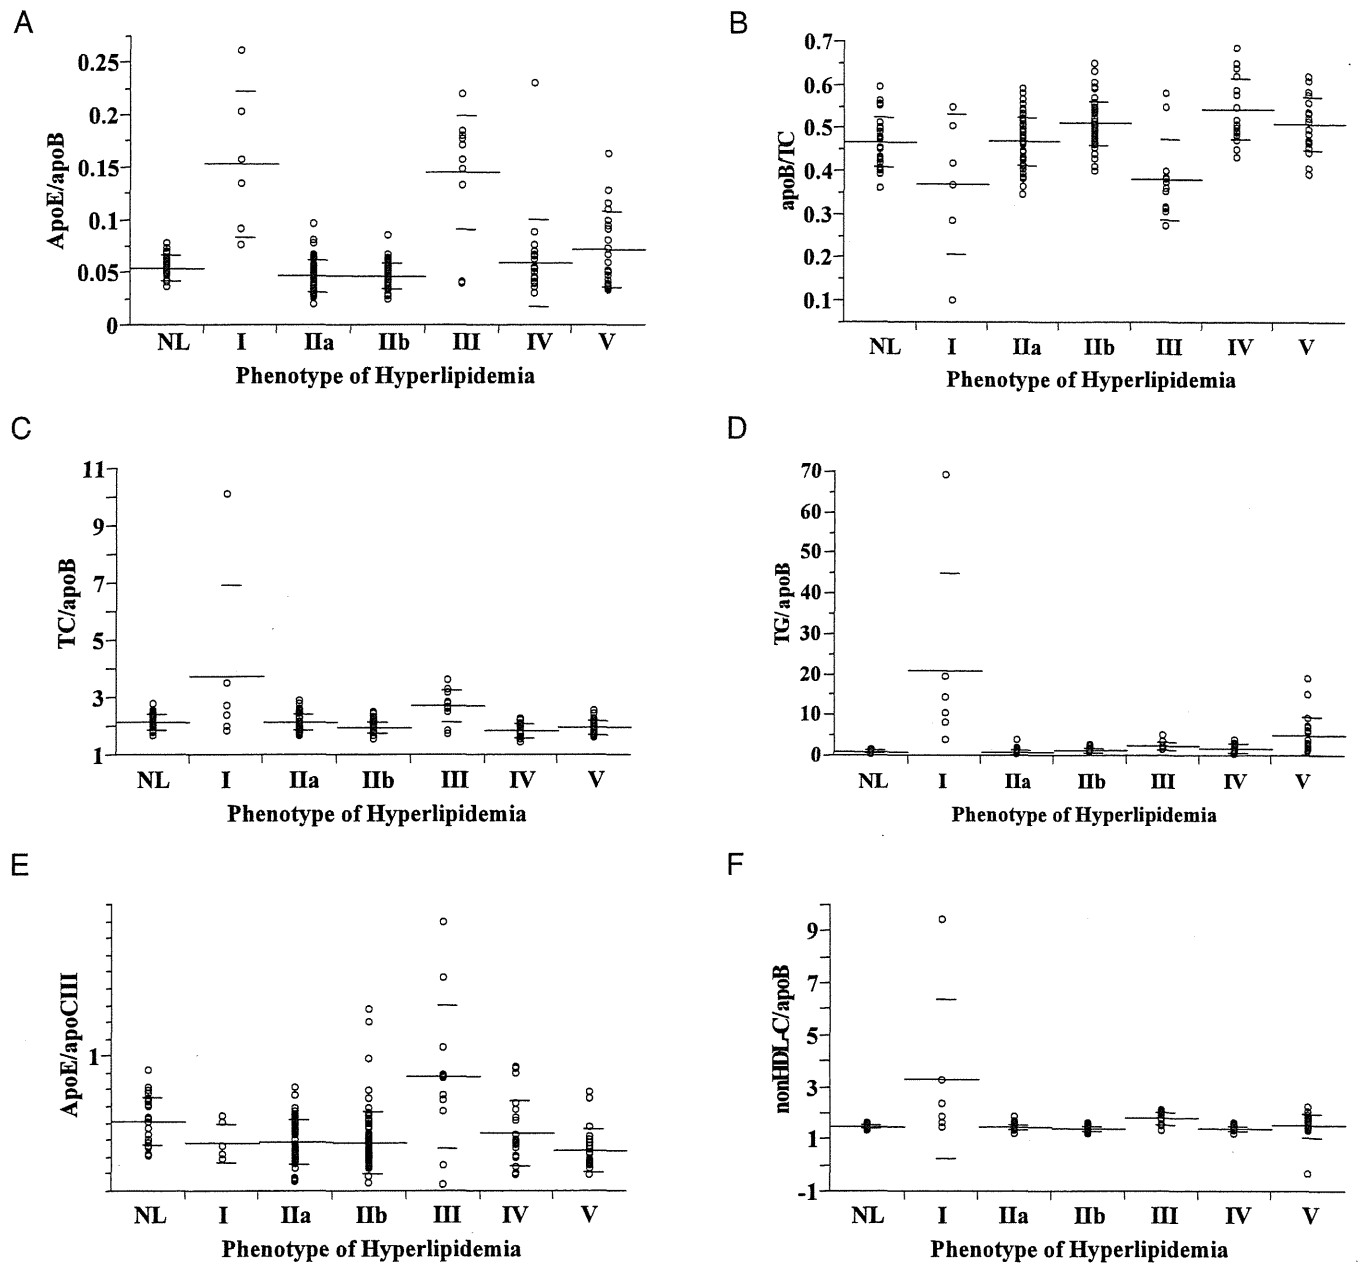 A
ApoE/apoB
0.25
0.2
0.15
0.1
0.05
0
NL I IIa IIb III IV V
Phenotype of Hyperlipidemia
B
apoB/TC
0.7
0.6
0.5
0.4
0.3
0.2
0.1
NL I IIa IIb III IV V
Phenotype of Hyperlipidemia
C
TC/apoB
11
9
7
5
3
1
NL I IIa IIb III IV V
Phenotype of Hyperlipidemia
D
TG/apoB
70
60
50
40
30
20
10
0
NL I IIa IIb III IV V
Phenotype of Hyperlipidemia
E
ApoE/apoCIII
1
NL I IIa IIb III IV V
Phenotype of Hyperlipidemia
F
nonHDL-C/apoB
9
7
5
3
1
-1
NL I IIa IIb III IV V
Phenotype of Hyperlipidemia